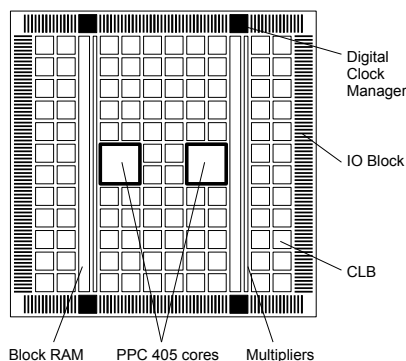 Digital
Clock
Manager
IO Block
CLB
Block RAM
PPC 405 cores
Multipliers